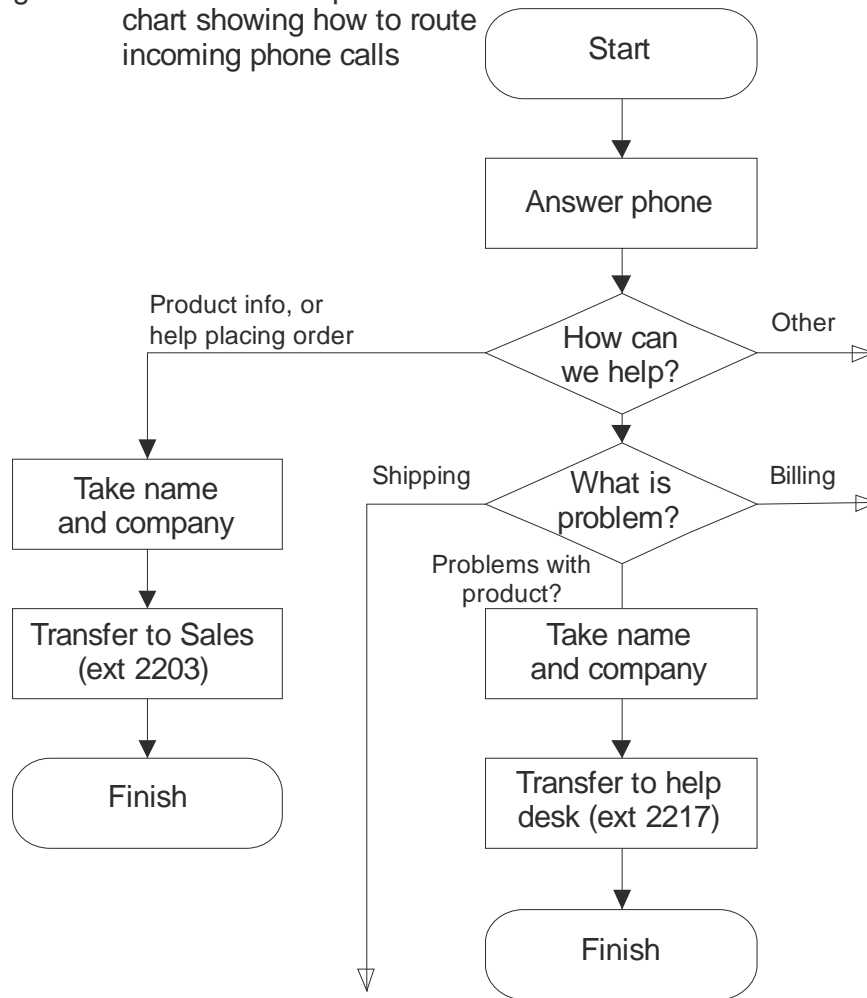 chart showing how to route
incoming phone calls
Start
Answer phone
Product info, or
help placing order
How can
we help?
Other
Take name
and company
Shipping
What is
problem?
Billing
Problems with
product?
Transfer to Sales
(ext 2203)
Take name
and company
Finish
Transfer to help
desk (ext 2217)
Finish